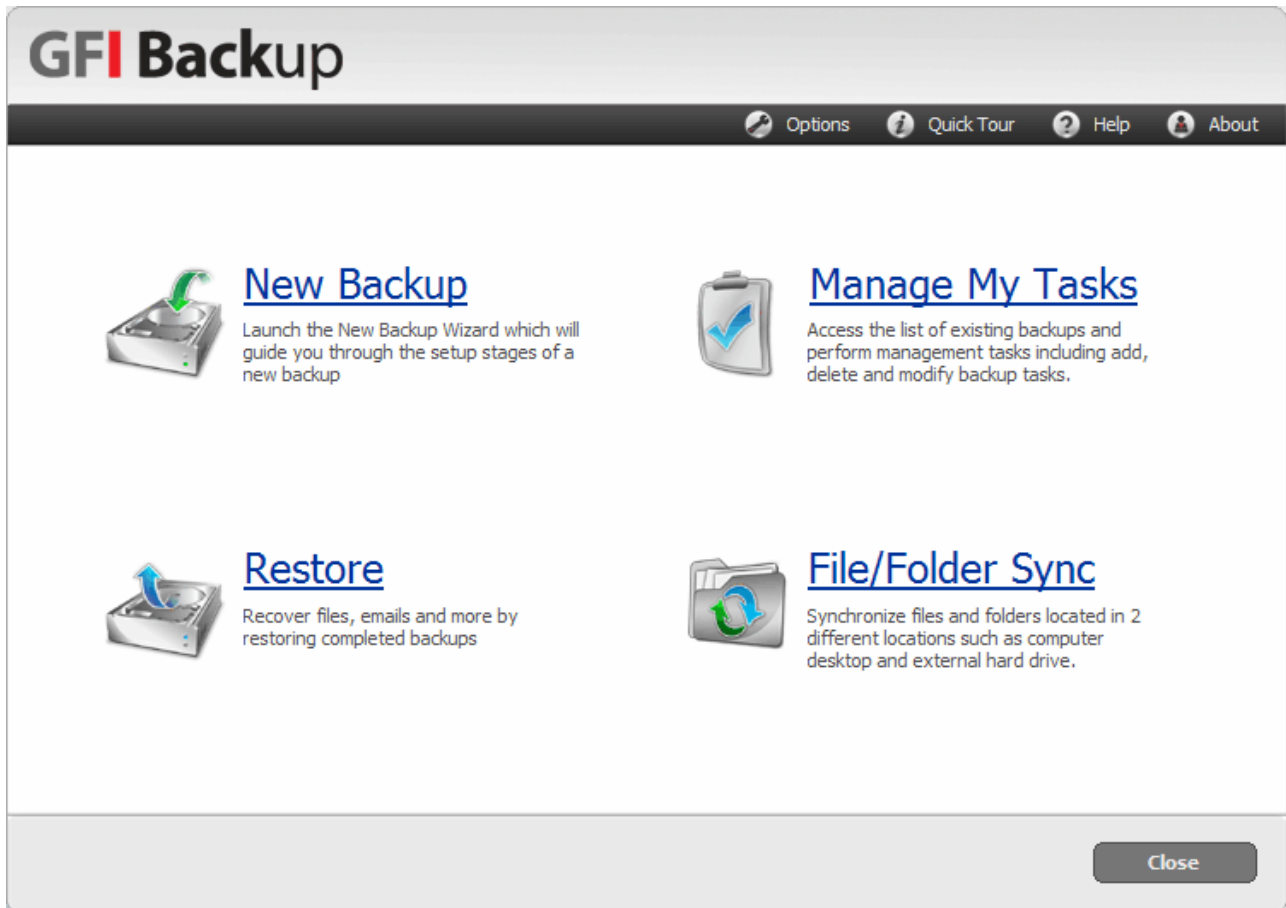 GFI Backup
Options Quick Tour Help About
New Backup
Launch the New Backup Wizard which will
guide you through the setup stages of a
new backup
Manage My Tasks
Access the list of existing backups and
perform management tasks including add,
delete and modify backup tasks.
Restore
Recover files, emails and more by
restoring completed backups
File/Folder Sync
Synchronize files and folders located in 2
different locations such as computer
desktop and external hard drive.
Close